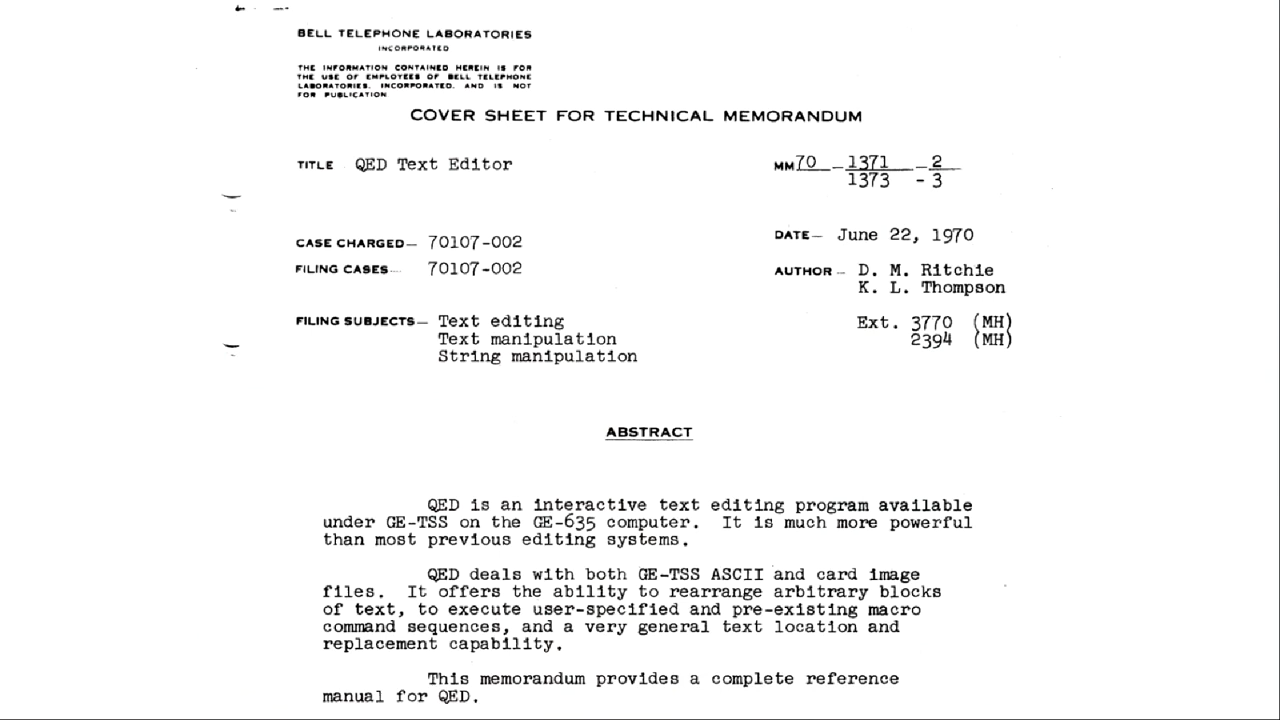 BELL TELEPHONE LABORATORIES
INCORPORATED
THE INFORMATION CONTAINED HEREIN IS FOR
THE USE OF EMPLOYEES OF BELL TELEPHONE
LABORATORIES, INCORPORATED, AND IS NOT
FOR PUBLICATION
COVER SHEET FOR TECHNICAL MEMORANDUM
TITLE QED Text Editor
MM 70 - 1371 - 2
1373 - 3
CASE CHARGED— 70107-002
DATE— June 22, 1970
FILING CASES— 70107-002
AUTHOR— D. M. Ritchie
K. L. Thompson
FILING SUBJECTS— Text editing
Text manipulation
String manipulation
Ext. 3770 (MH)
2394 (MH)
ABSTRACT
QED is an interactive text editing program available
under GE-TSS on the GE-635 computer. It is much more powerful
than most previous editing systems.
QED deals with both GE-TSS ASCII and card image
files. It offers the ability to rearrange arbitrary blocks
of text, to execute user-specified and pre-existing macro
command sequences, and a very general text location and
replacement capability.
This memorandum provides a complete reference
manual for QED.